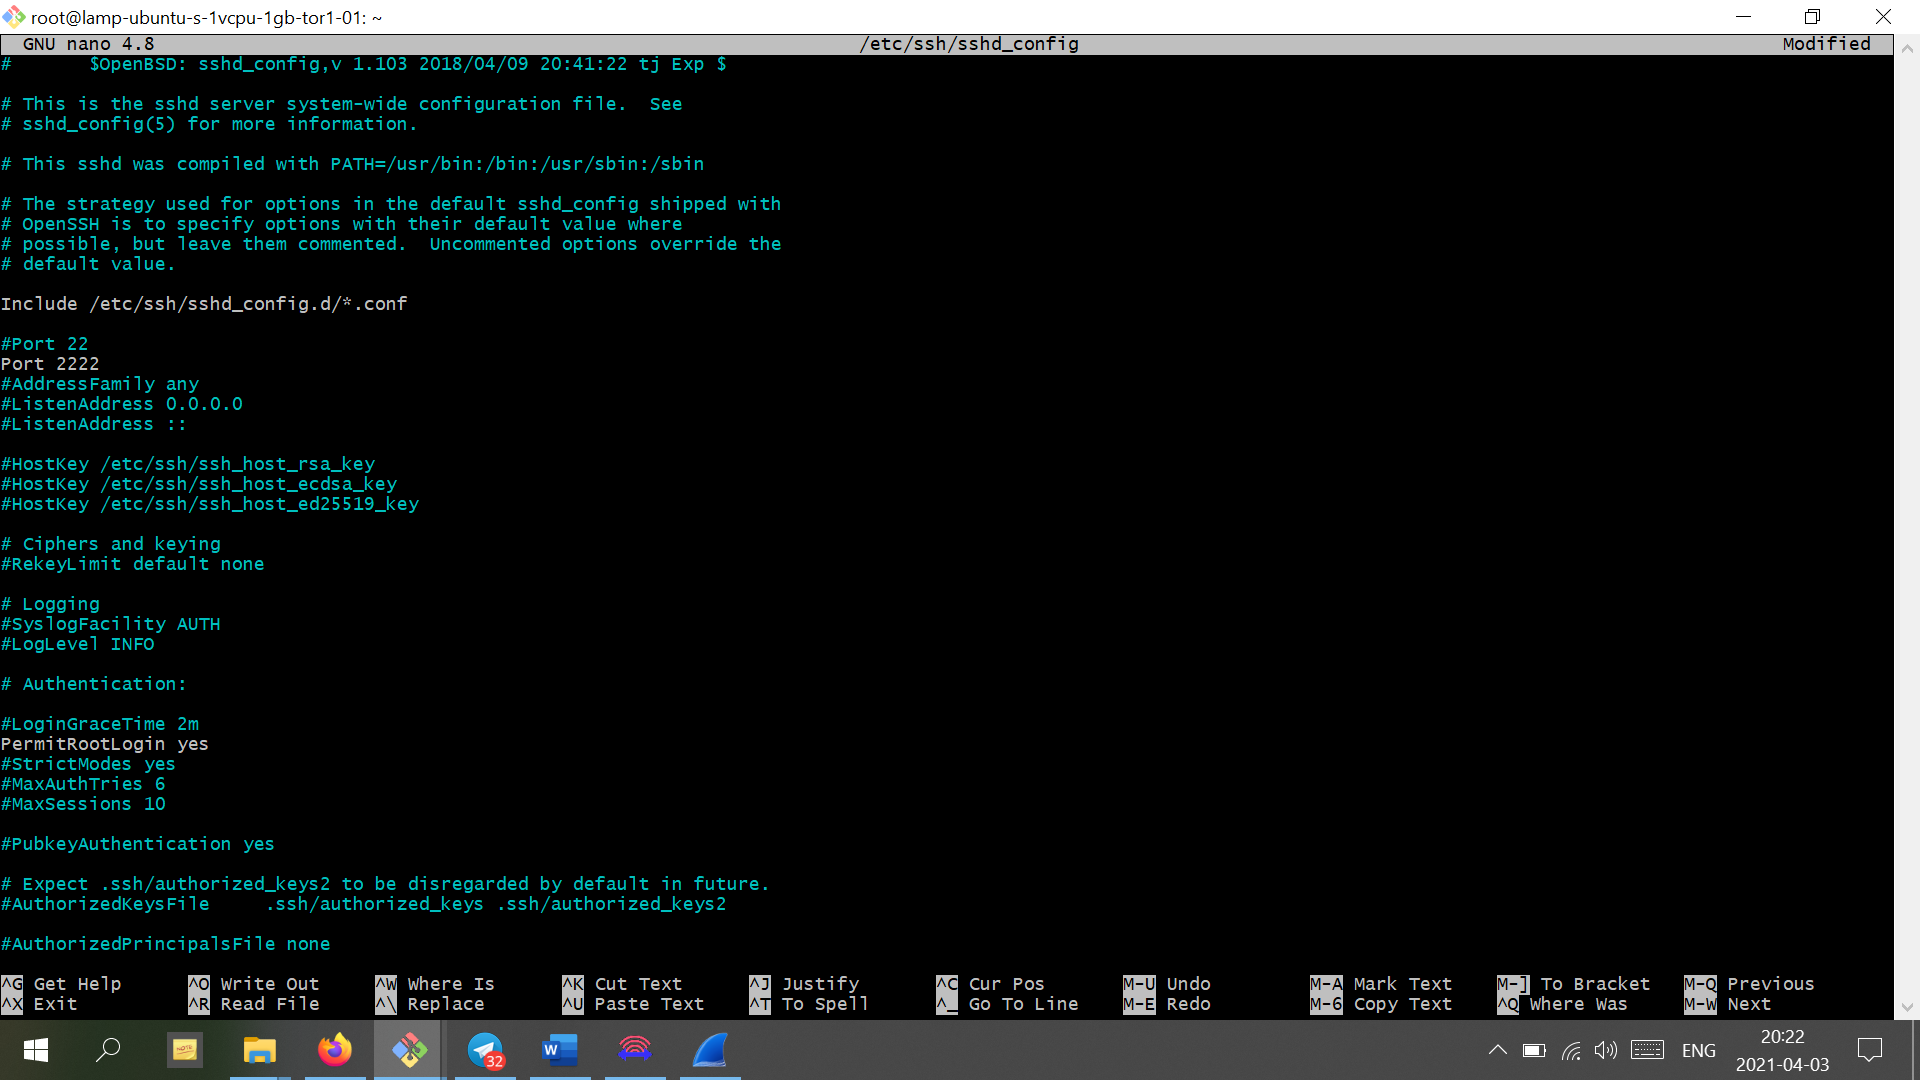 root@lamp-ubuntu-s-1vcpu-1gb-tor1-01: ~
GNU nano 4.8 /etc/ssh/sshd_config Modified
#       $OpenBSD: sshd_config,v 1.103 2018/04/09 20:41:22 tj Exp $
# This is the sshd server system-wide configuration file.  See
# sshd_config(5) for more information.
# This sshd was compiled with PATH=/usr/bin:/bin:/usr/sbin:/sbin
# The strategy used for options in the default sshd_config shipped with
# OpenSSH is to specify options with their default value where
# possible, but leave them commented.  Uncommented options override the
# default value.
Include /etc/ssh/sshd_config.d/*.conf
#Port 22
Port 2222
#AddressFamily any
#ListenAddress 0.0.0.0
#ListenAddress ::
#HostKey /etc/ssh/ssh_host_rsa_key
#HostKey /etc/ssh/ssh_host_ecdsa_key
#HostKey /etc/ssh/ssh_host_ed25519_key
# Ciphers and keying
#RekeyLimit default none
# Logging
#SyslogFacility AUTH
#LogLevel INFO
# Authentication:
#LoginGraceTime 2m
PermitRootLogin yes
#StrictModes yes
#MaxAuthTries 6
#MaxSessions 10
#PubkeyAuthentication yes
# Expect .ssh/authorized_keys2 to be disregarded by default in future.
#AuthorizedKeysFile     .ssh/authorized_keys .ssh/authorized_keys2
#AuthorizedPrincipalsFile none
^G Get Help ^O Write Out ^W Where Is ^K Cut Text ^J Justify ^C Cur Pos M-U Undo M-A Mark Text M-] To Bracket M-Q Previous
^X Exit ^R Read File ^\ Replace ^U Paste Text ^T To Spell ^_ Go To Line M-E Redo M-6 Copy Text ^Q Where Was M-W Next
NOTE
32
W
ENG
20:22
2021-04-03